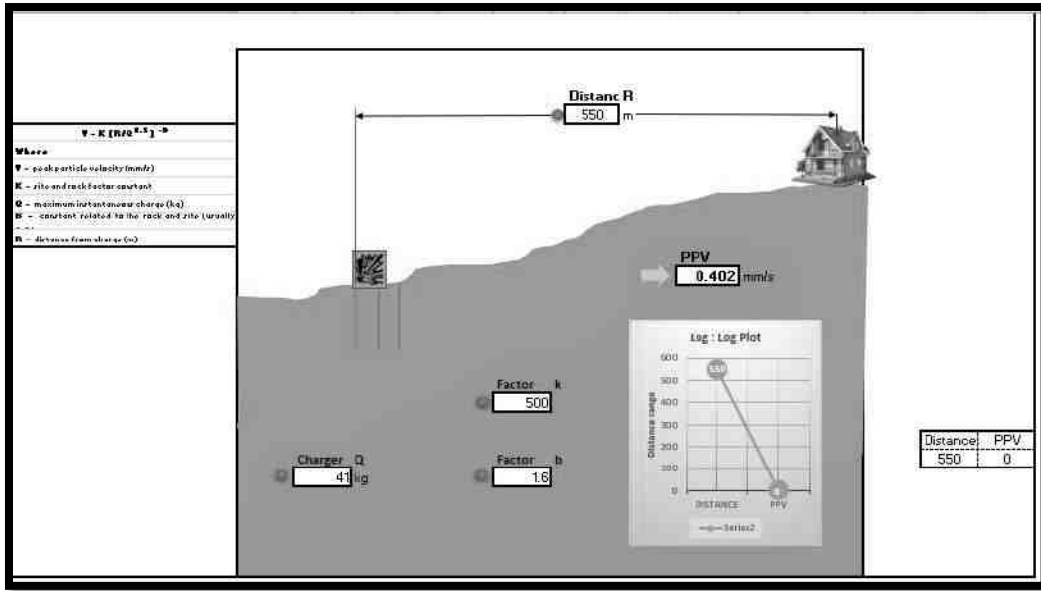 Distanc R
550 m
V - K [R/Q^0.5] -B
Where
V - peak particle velocity (mm/s)
K - site and rock factor constant
Q - maximum instantaneous charge (kg)
B - constant related to the rock and site (usually
R - distance from charge (m)
PPV
0.402 mm/s
Log : Log Plot
600
500
400
300
200
100
0
Distance range
550
DISTANCE PPV
Series2
Factor k
500
Charger Q
41 kg
Factor b
1.6
Distance PPV
550 0